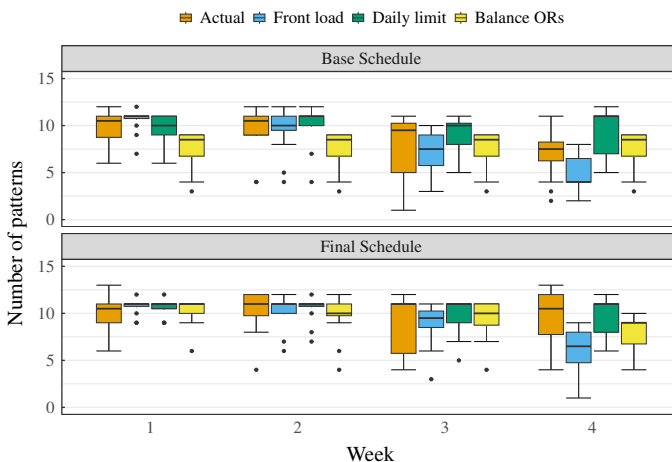 Actual Front load Daily limit Balance ORs
Base Schedule
15
10
5
0
Final Schedule
15
10
5
0
Number of patterns
1 2 3 4
Week